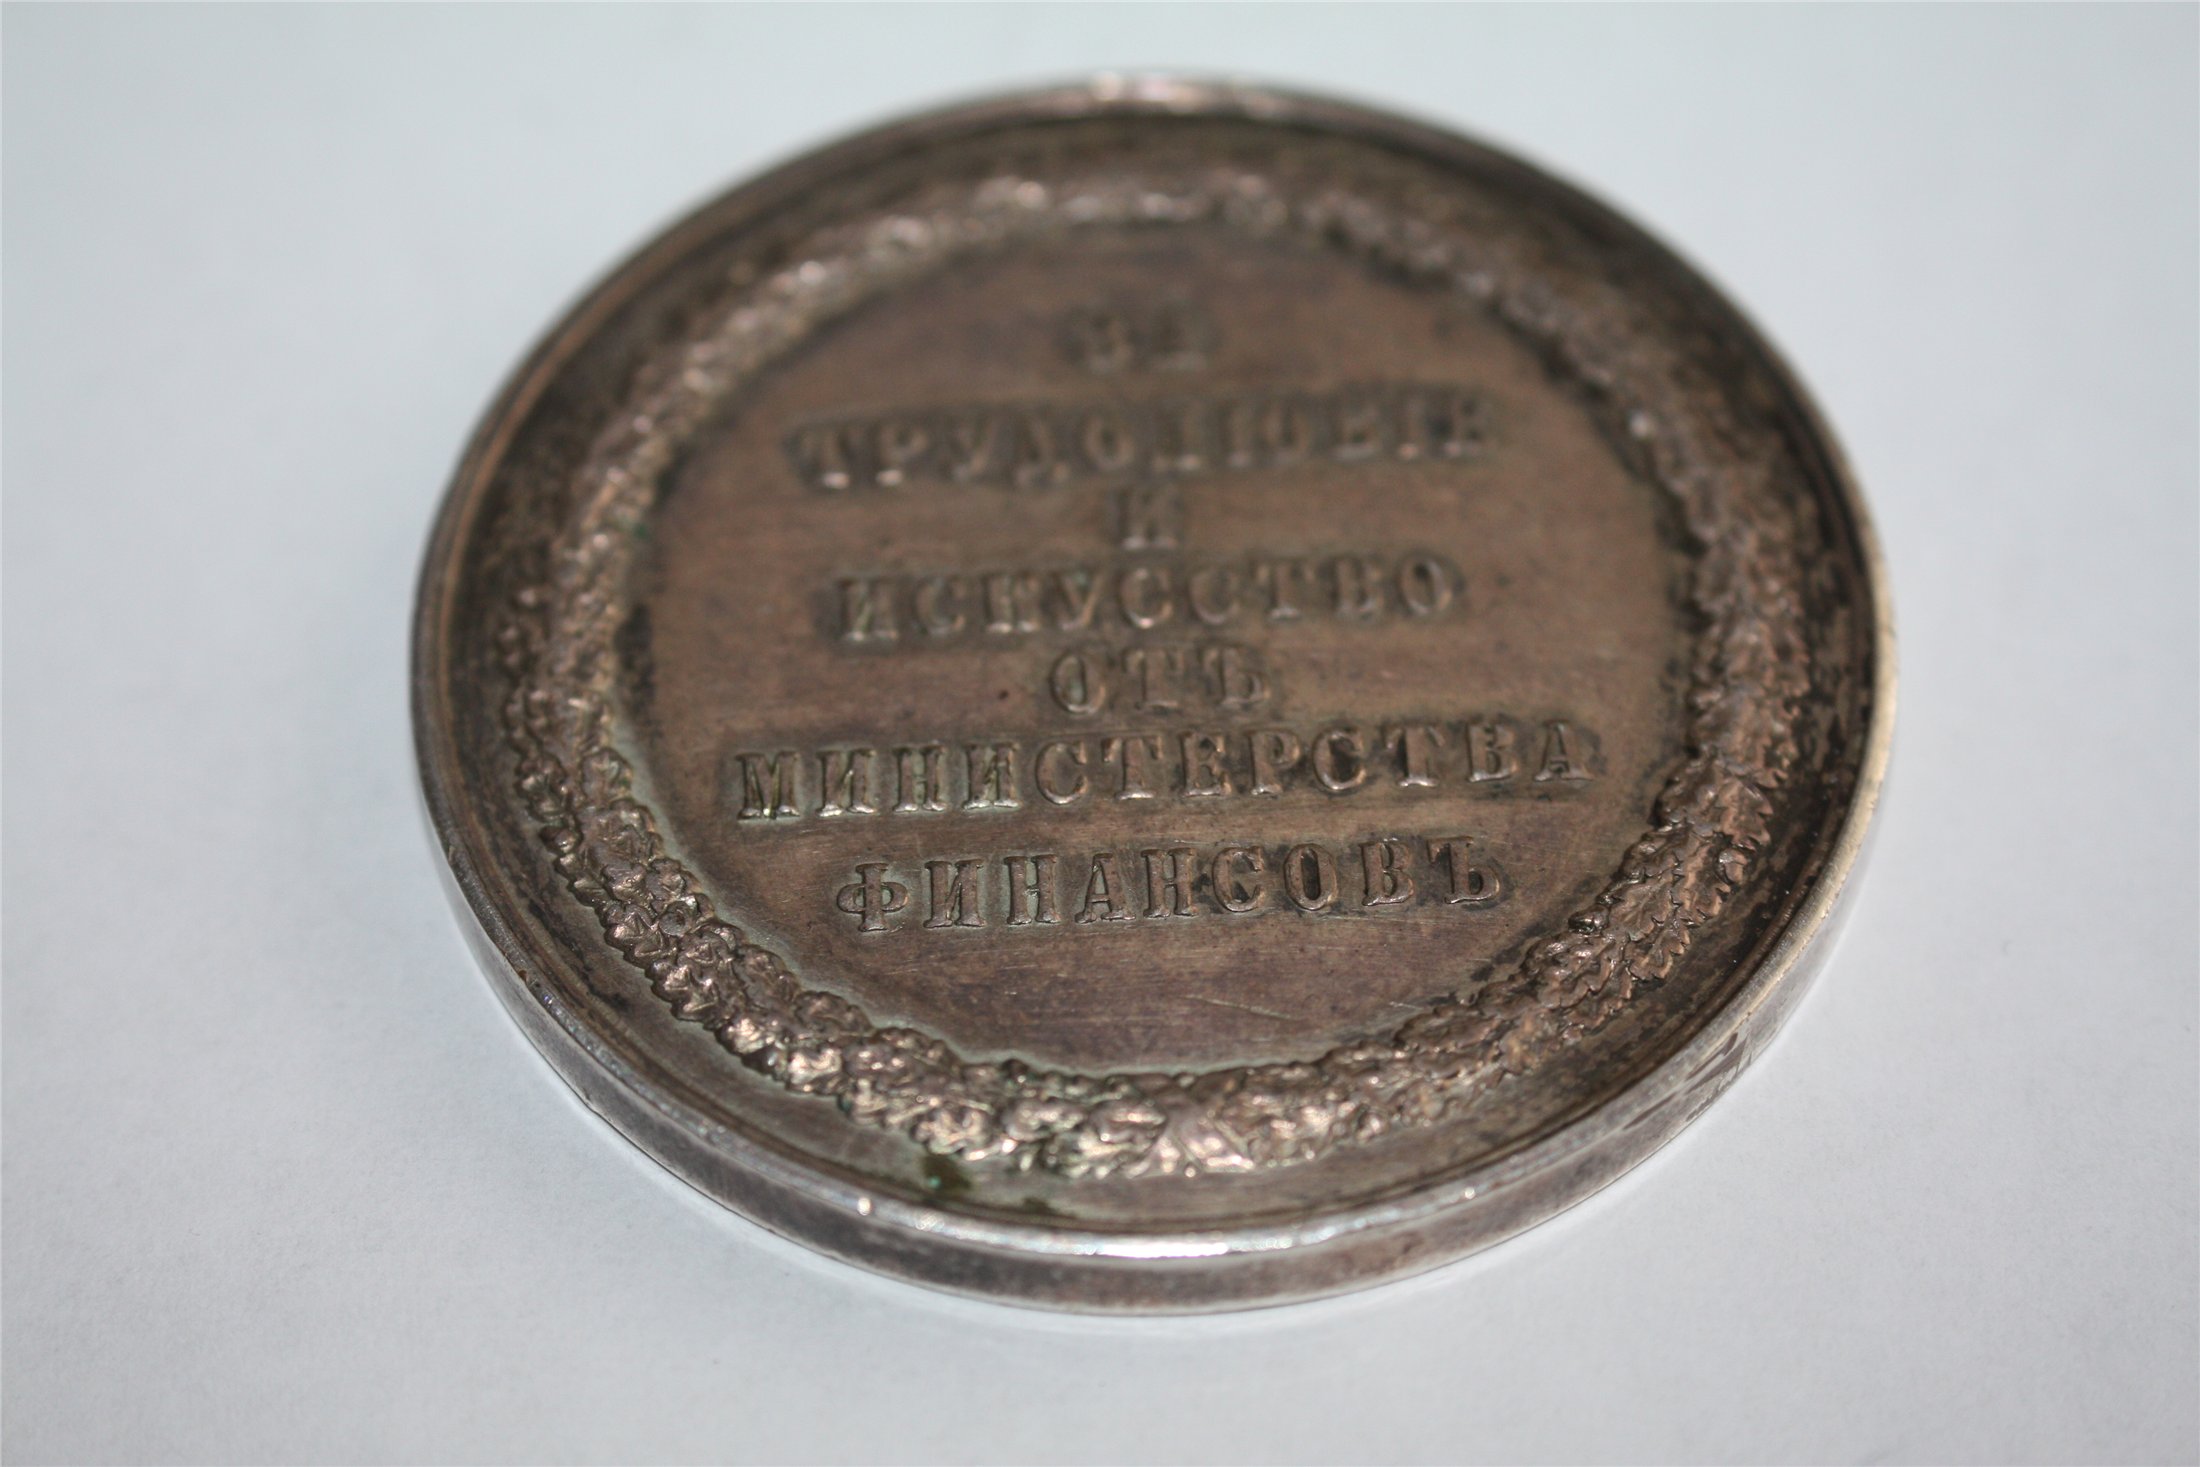 ЗА
ТРУДОЛЮБІЕ
И
ИСКУССТВО
ОТЪ
МИНИСТЕРСТВА
ФИНАНСОВЪ